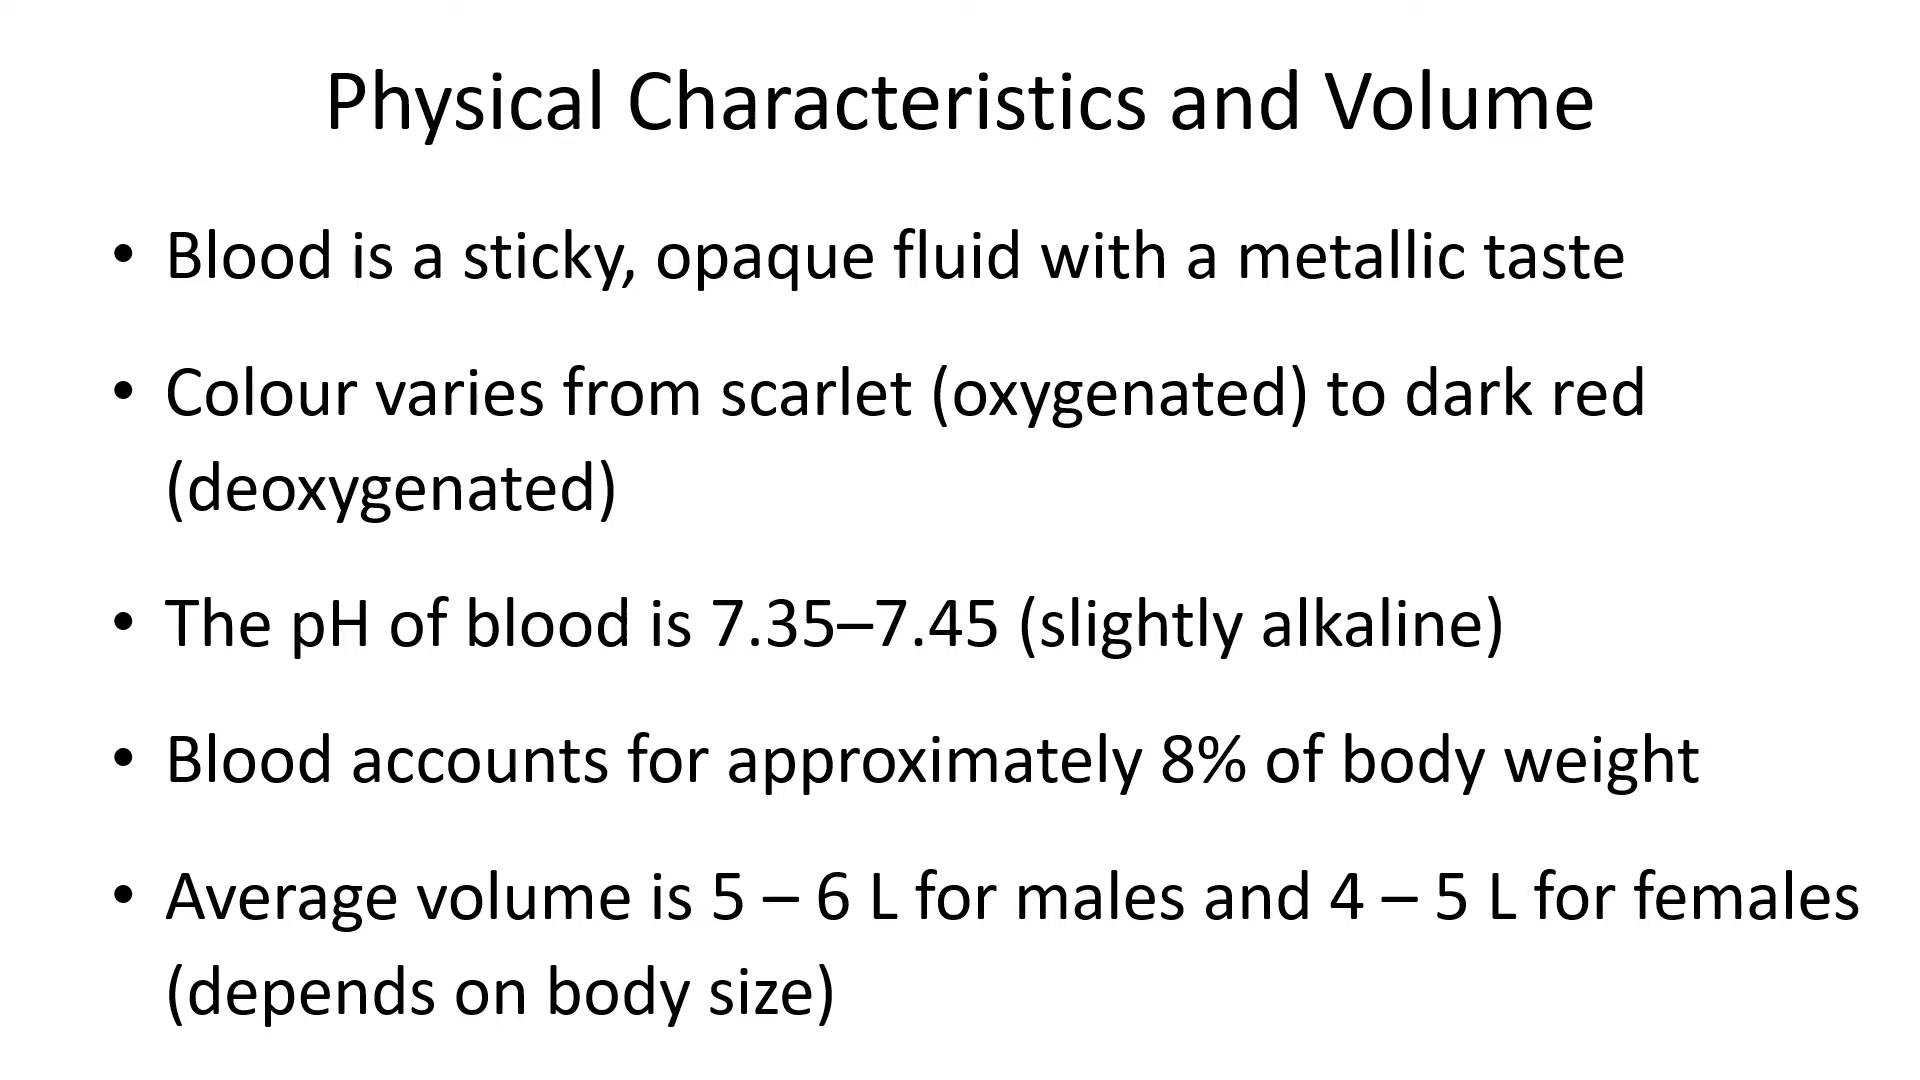 Physical Characteristics and Volume
• Blood is a sticky, opaque fluid with a metallic taste
• Colour varies from scarlet (oxygenated) to dark red
(deoxygenated)
• The pH of blood is 7.35–7.45 (slightly alkaline)
• Blood accounts for approximately 8% of body weight
• Average volume is 5 – 6 L for males and 4 – 5 L for females
(depends on body size)